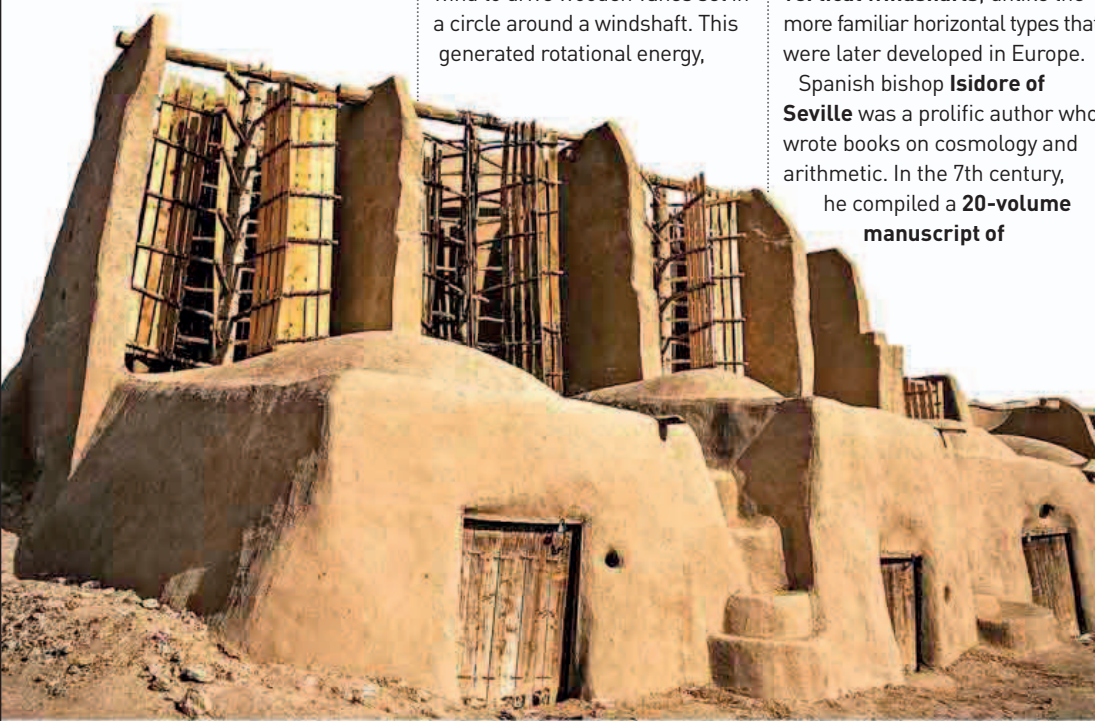 a circle around a windshaft. This
generated rotational energy,
more familiar horizontal types that
were later developed in Europe.
Spanish bishop Isidore of
Seville was a prolific author who
wrote books on cosmology and
arithmetic. In the 7th century,
he compiled a 20-volume
manuscript of